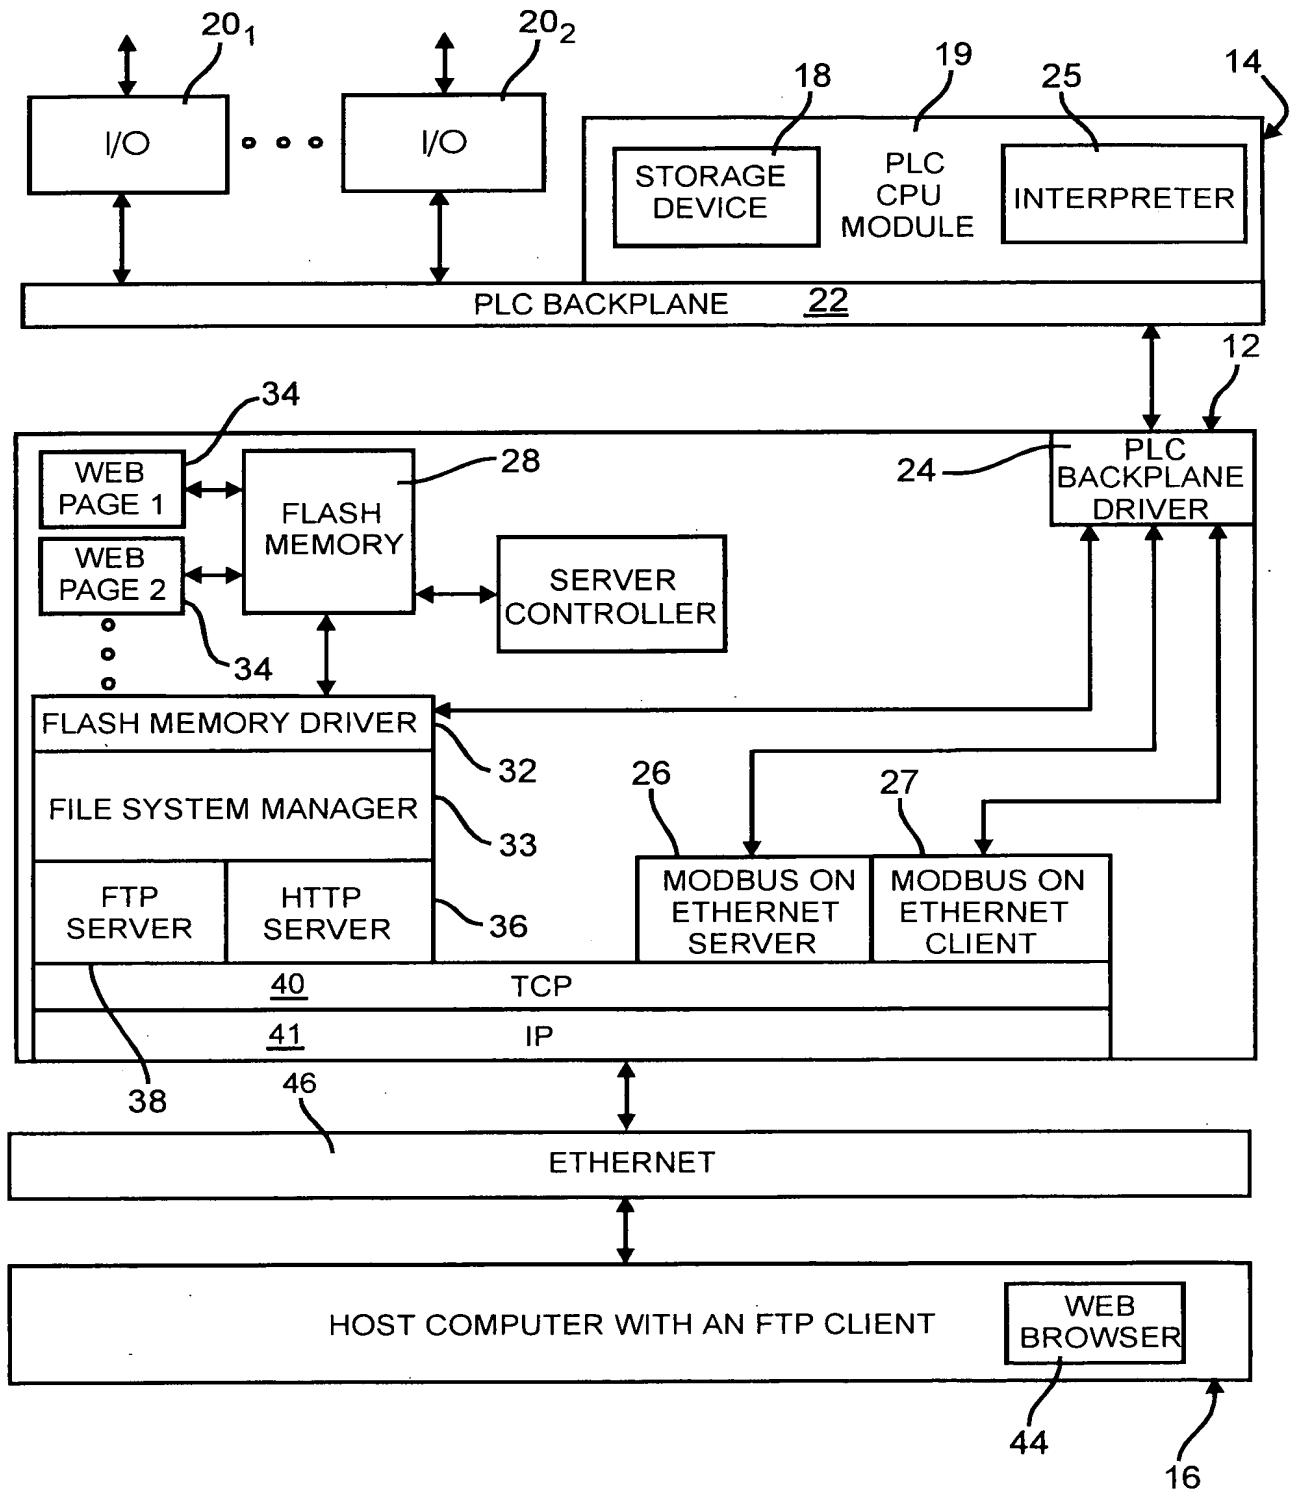 20₁
20₂
19
18
25
14
I/O
I/O
STORAGE
DEVICE
PLC
CPU
MODULE
INTERPRETER
PLC BACKPLANE 22
12
34
28
24
WEB
PAGE 1
FLASH
MEMORY
PLC
BACKPLANE
DRIVER
WEB
PAGE 2
SERVER
CONTROLLER
34
FLASH MEMORY DRIVER
32
26
27
FILE SYSTEM MANAGER
33
FTP
SERVER
HTTP
SERVER
36
MODBUS ON
ETHERNET
SERVER
MODBUS ON
ETHERNET
CLIENT
40 TCP
41 IP
38
46
ETHERNET
HOST COMPUTER WITH AN FTP CLIENT
WEB
BROWSER
44
16